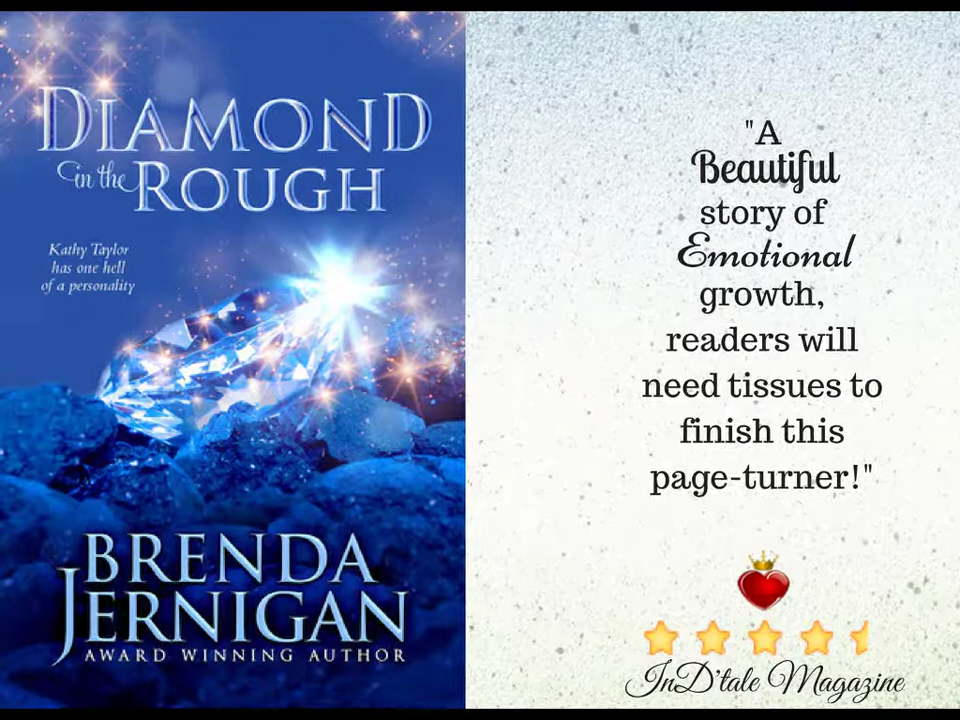 DIAMOND
in the ROUGH
Kathy Taylor
has one hell
of a personality
BRENDA
JERNIGAN
AWARD WINNING AUTHOR
"A
Beautiful
story of
Emotional
growth,
readers will
need tissues to
finish this
page-turner!"
InD'tale Magazine